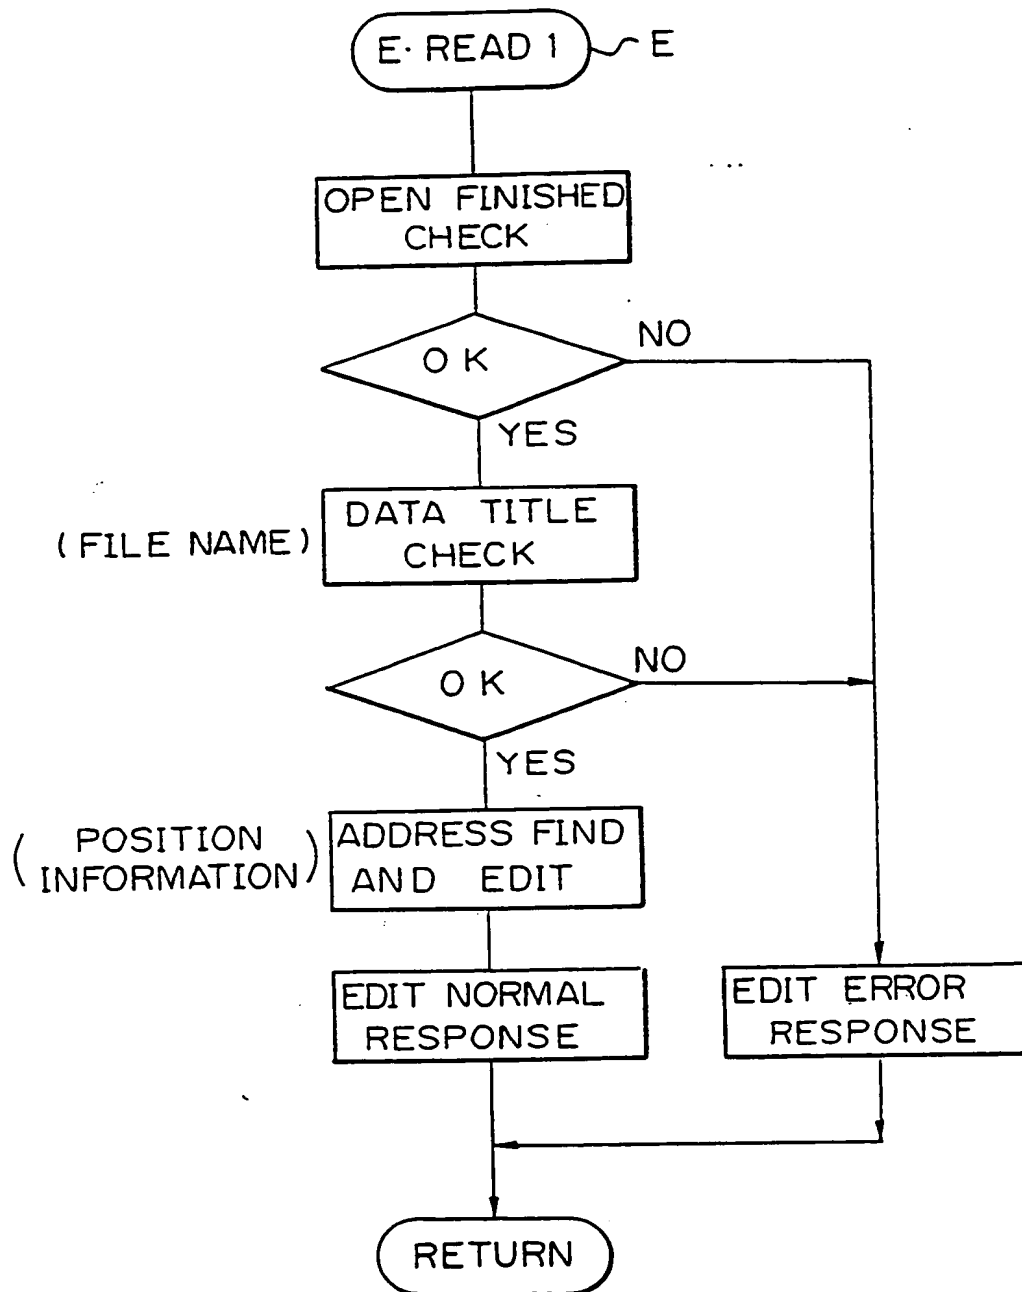 E· READ 1
E
OPEN FINISHED
CHECK
OK
NO
YES
(FILE NAME)
DATA TITLE
CHECK
OK
NO
YES
(POSITION
INFORMATION)
ADDRESS FIND
AND EDIT
EDIT NORMAL
RESPONSE
EDIT ERROR
RESPONSE
RETURN